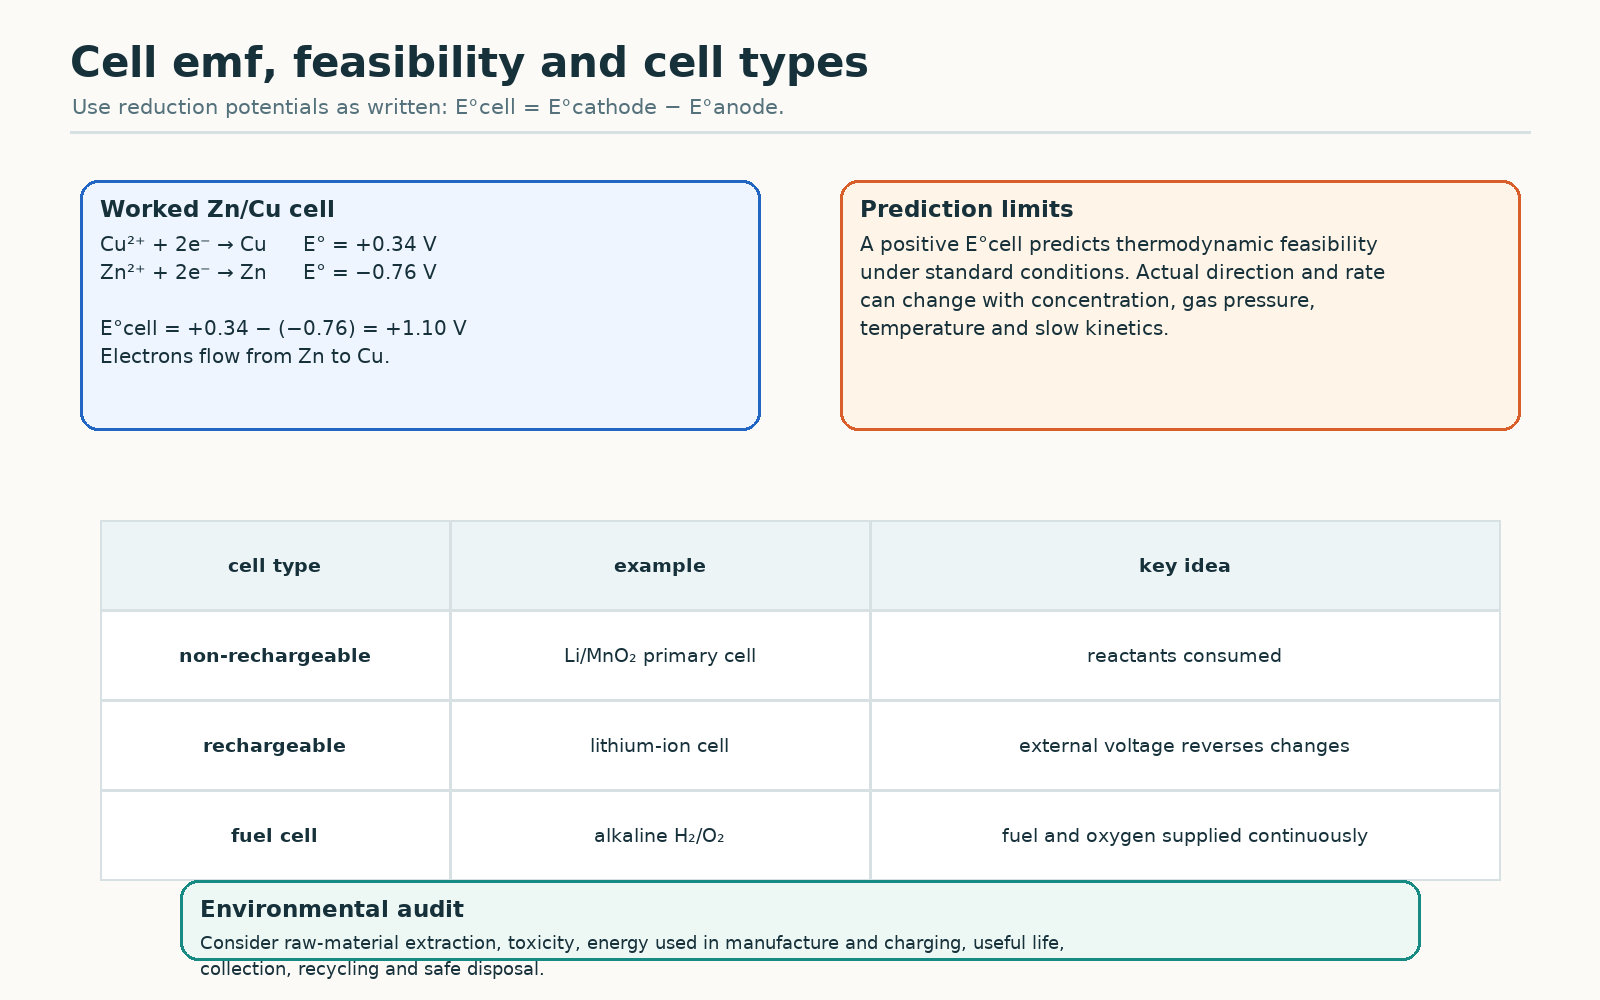 Cell emf, feasibility and cell types
Use reduction potentials as written: E°cell = E°cathode − E°anode.
Worked Zn/Cu cell
Cu²⁺ + 2e⁻ → Cu E° = +0.34 V
Zn²⁺ + 2e⁻ → Zn E° = −0.76 V
E°cell = +0.34 − (−0.76) = +1.10 V
Electrons flow from Zn to Cu.
Prediction limits
A positive E°cell predicts thermodynamic feasibility
under standard conditions. Actual direction and rate
can change with concentration, gas pressure,
temperature and slow kinetics.
cell type example key idea
non-rechargeable Li/MnO₂ primary cell reactants consumed
rechargeable lithium-ion cell external voltage reverses changes
fuel cell alkaline H₂/O₂ fuel and oxygen supplied continuously
Environmental audit
Consider raw-material extraction, toxicity, energy used in manufacture and charging, useful life,
collection, recycling and safe disposal.